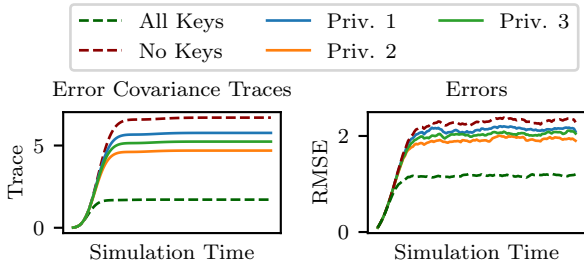 All Keys
No Keys
Priv. 1
Priv. 2
Priv. 3
Error Covariance Traces
Trace
5
0
Simulation Time
Errors
RMSE
2
0
Simulation Time